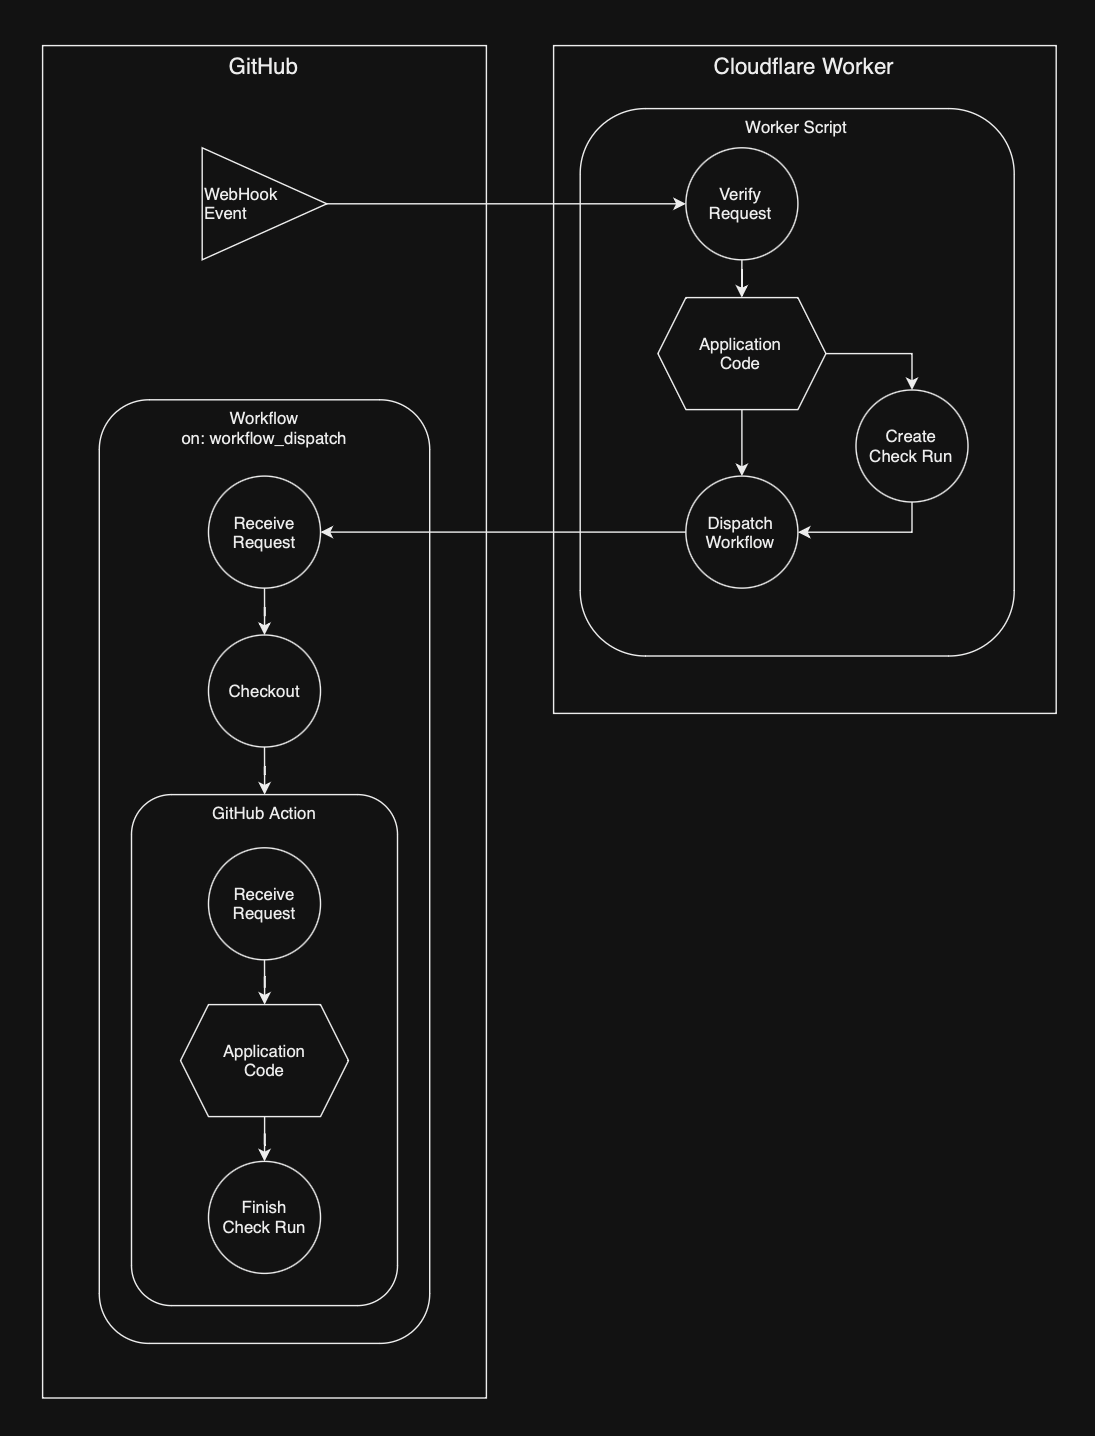 GitHub
WebHook
Event
Workflow
on: workflow_dispatch
Receive
Request
Checkout
GitHub Action
Receive
Request
Application
Code
Finish
Check Run
Cloudflare Worker
Worker Script
Verify
Request
Application
Code
Create
Check Run
Dispatch
Workflow